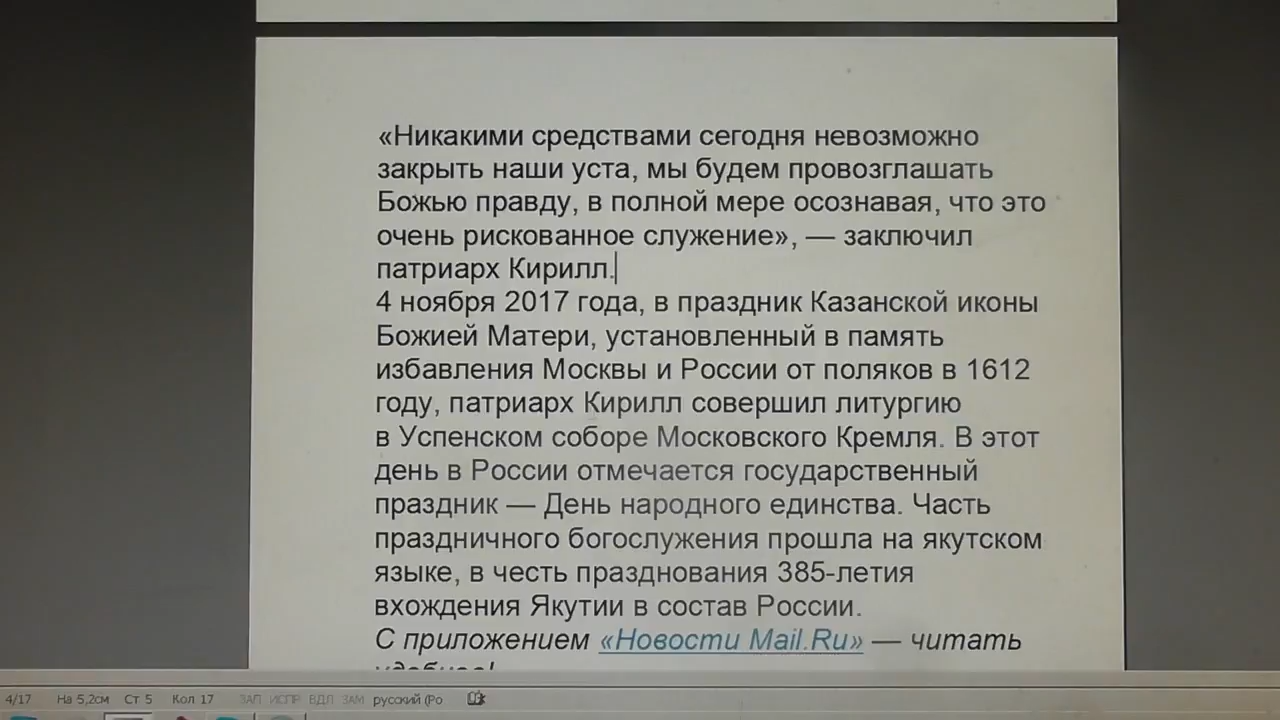 «Никакими средствами сегодня невозможно
закрыть наши уста, мы будем провозглашать
Божью правду, в полной мере осознавая, что это
очень рискованное служение», — заключил
патриарх Кирилл.
4 ноября 2017 года, в праздник Казанской иконы
Божией Матери, установленный в память
избавления Москвы и России от поляков в 1612
году, патриарх Кирилл совершил литургию
в Успенском соборе Московского Кремля. В этот
день в России отмечается государственный
праздник — День народного единства. Часть
праздничного богослужения прошла на якутском
языке, в честь празднования 385-летия
вхождения Якутии в состав России.
С приложением «Новости Mail.Ru» — читать
удобнее!
4/17 На 5,2см Ст 5 Кол 17 ЗАП ИСПР ВДЛ ЗАМ русский (Ро